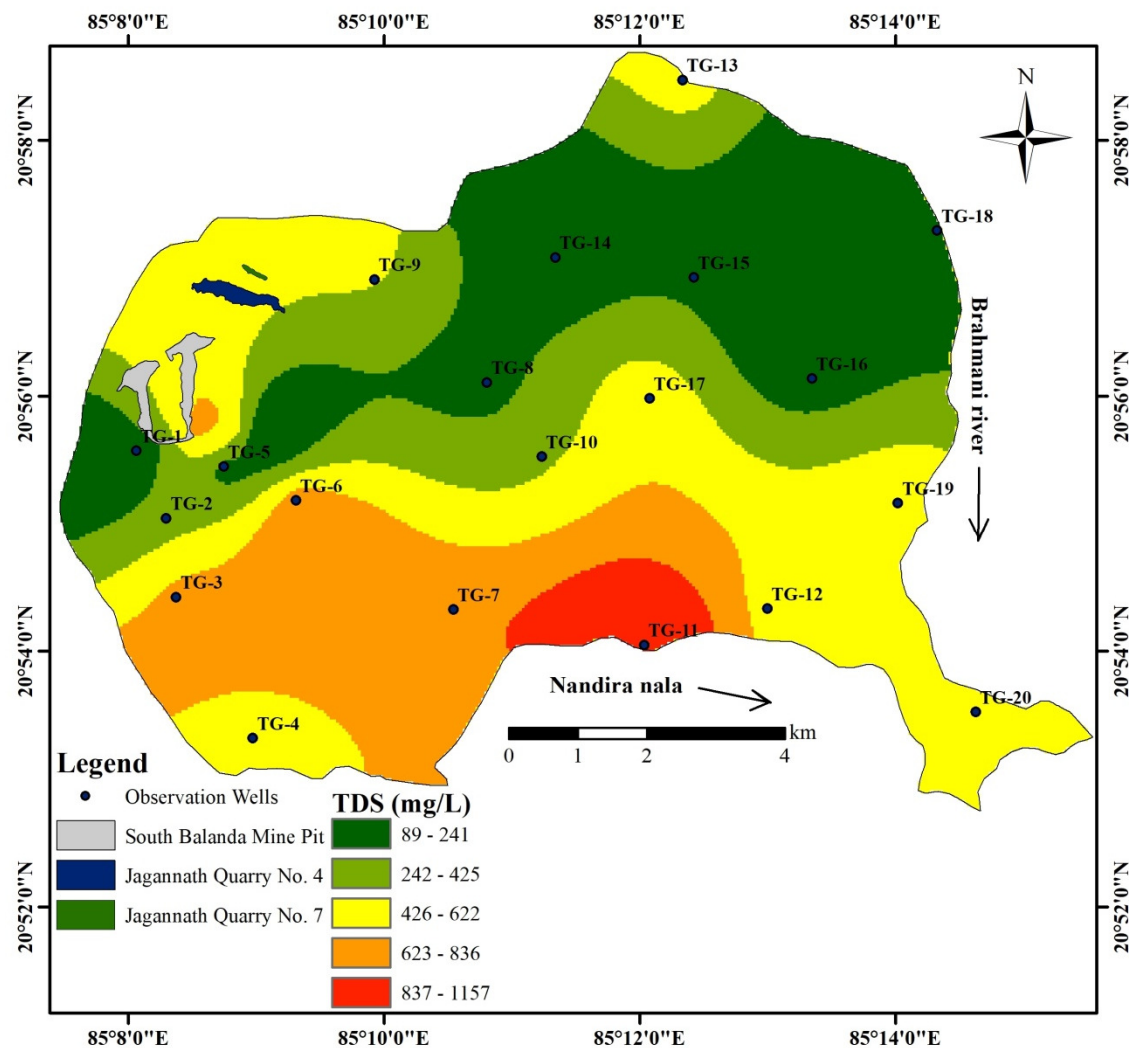 85°8'0"E 85°10'0"E 85°12'0"E 85°14'0"E
TG-13
N
20°58'0"N 20°58'0"N
TG-18
TG-14
TG-15
TG-9
Brahmani river
TG-8
TG-16
20°56'0"N 20°56'0"N
TG-17
TG-1
TG-10
TG-5
TG-6
TG-19
TG-2
TG-3
TG-7
TG-12
TG-11
20°54'0"N 20°54'0"N
Nandira nala
TG-20
TG-4
km
0 1 2 4
Legend
Observation Wells
South Balanda Mine Pit
Jagannath Quarry No. 4
Jagannath Quarry No. 7
TDS (mg/L)
89 - 241
242 - 425
426 - 622
623 - 836
837 - 1157
20°52'0"N 20°52'0"N
85°8'0"E 85°10'0"E 85°12'0"E 85°14'0"E